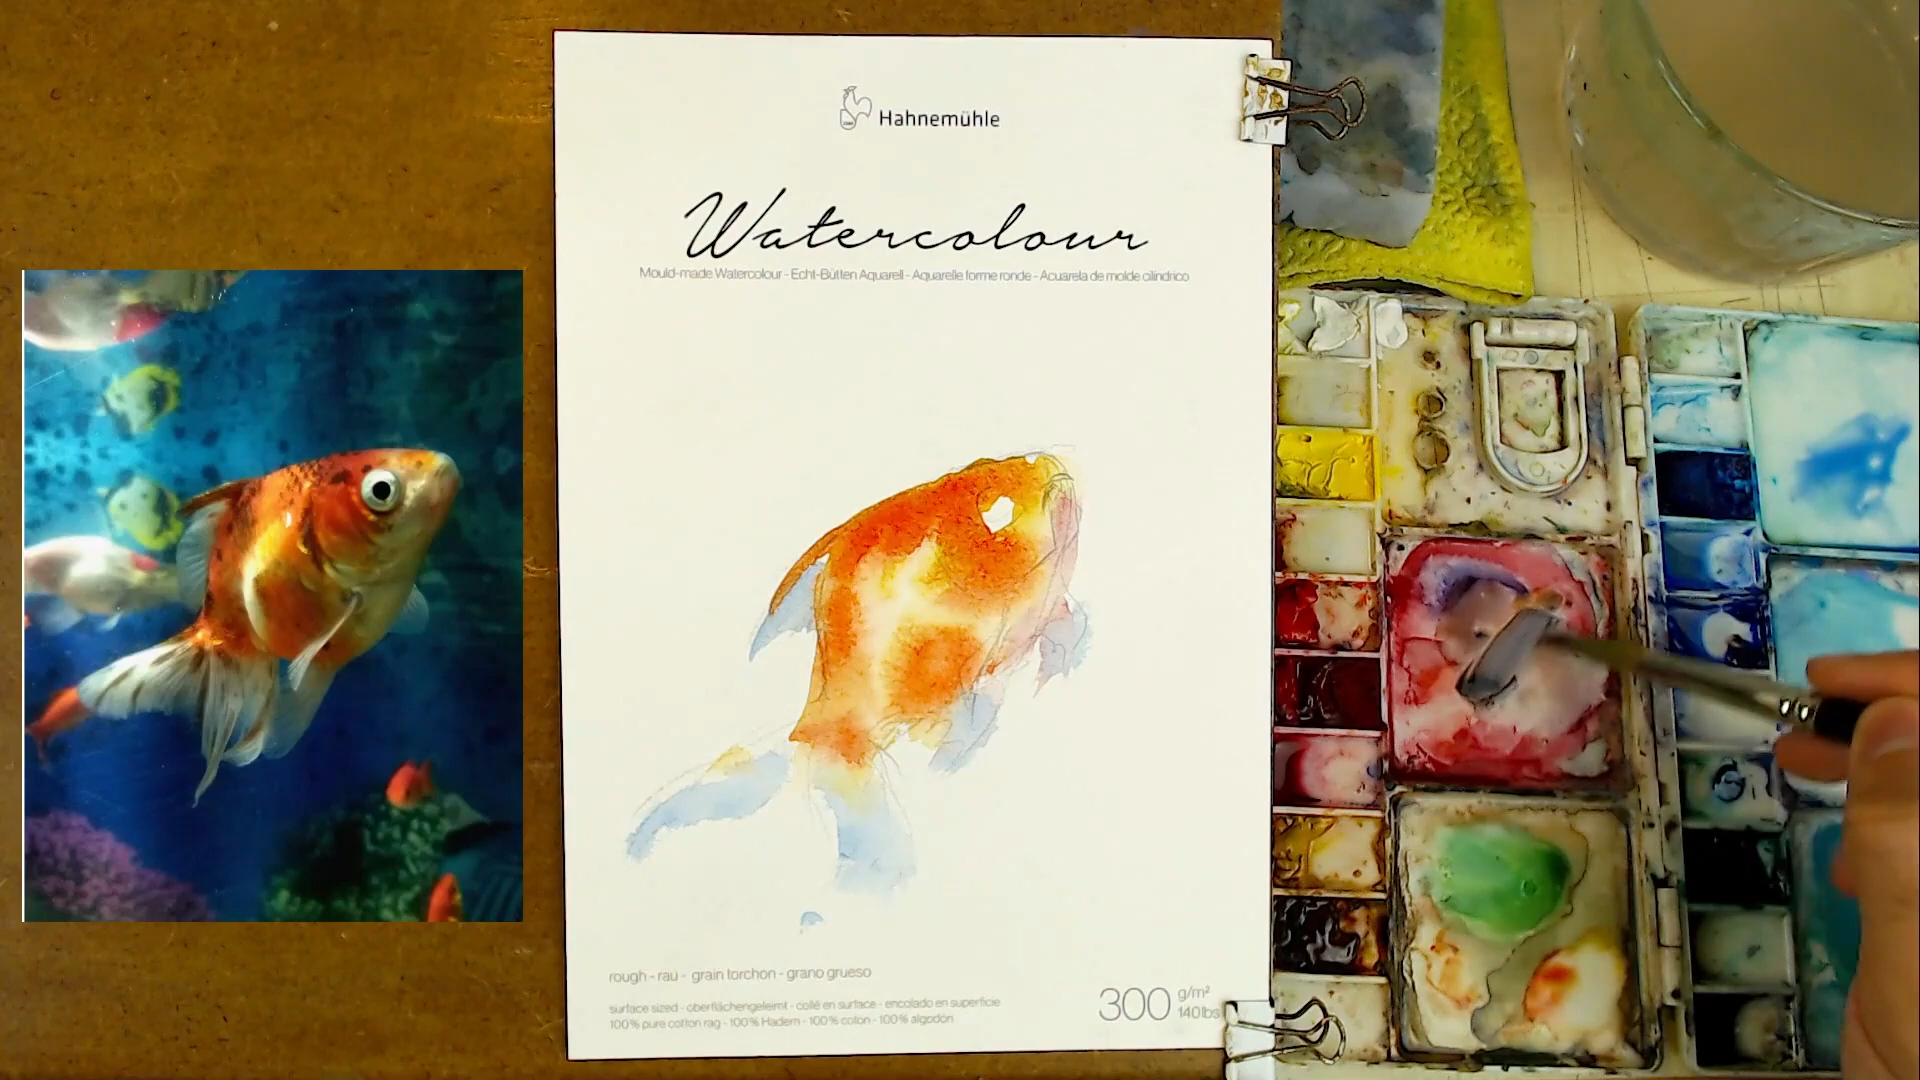 Hahnemühle
Watercolour
Mould-made Watercolour - Echt-Bütten Aquarell - Aquarelle forme ronde - Acuarela de molde cilíndrico
rough - rau - grain torchon - grano grueso
surface sized - oberflächengeleimt - collé en surface - encolado en superficie
100% pure cotton rag - 100% Hadern - 100% coton - 100% algodón
300 g/m²
140lbs